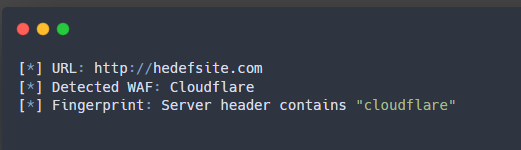 [*] URL: http://hedefsite.com
[*] Detected WAF: Cloudflare
[*] Fingerprint: Server header contains "cloudflare"